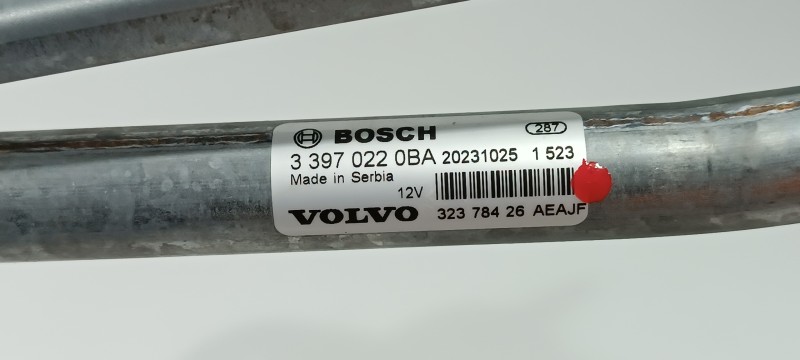 BOSCH 287
3 397 022 0BA 20231025 1 523
Made in Serbia
12V
VOLVO 323 784 26 AEAJF